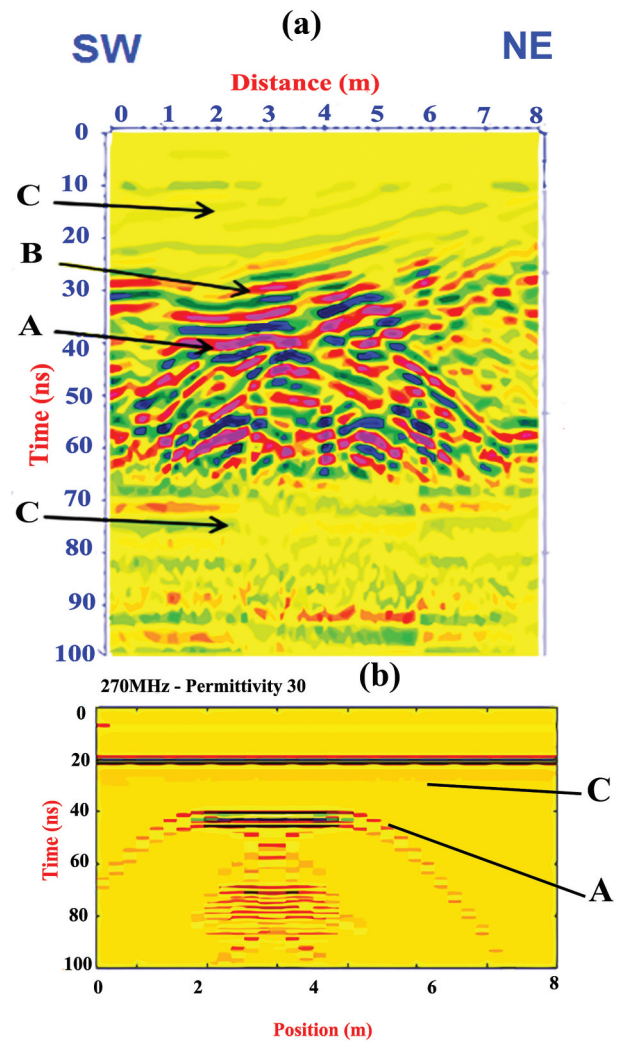 (a)
SW NE
Distance (m)
0 1 2 3 4 5 6 7 8
0
10
C
20
B
30
A
40
50
60
70
C
80
90
100
Time (ns)
(b)
270MHz - Permittivity 30
0
20
C
40
60
A
80
100
Time (ns)
0 2 4 6 8
Position (m)